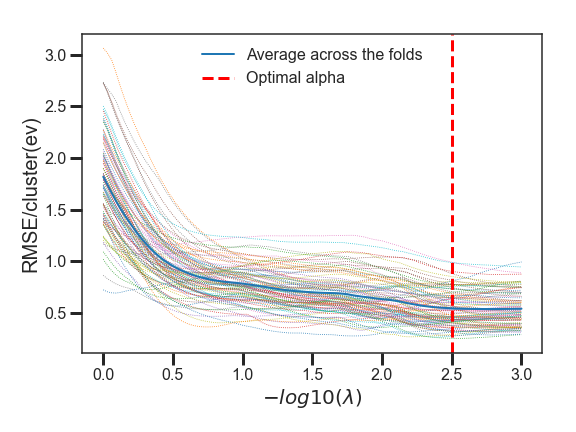 Average across the folds
Optimal alpha
RMSE/cluster(ev)
3.0
2.5
2.0
1.5
1.0
0.5
0.0 0.5 1.0 1.5 2.0 2.5 3.0
−log10(λ)